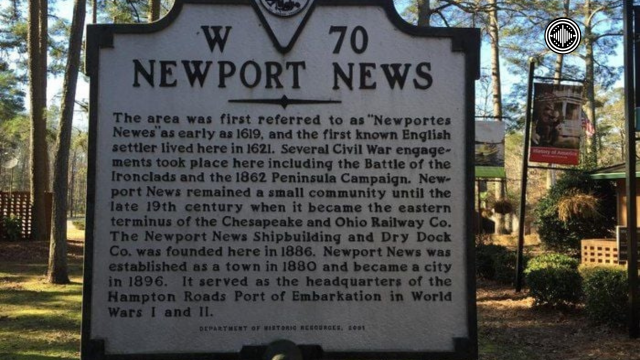 W 70
NEWPORT NEWS
The area was first referred to as "Newportes
Newes" as early as 1619, and the first known English
settler lived here in 1621. Several Civil War engage-
ments took place here including the Battle of the
Ironclads and the 1862 Peninsula Campaign. New-
port News remained a small community until the
late 19th century when it became the eastern
terminus of the Chesapeake and Ohio Railway Co.
The Newport News Shipbuilding and Dry Dock
Co. was founded here in 1886. Newport News was
established as a town in 1880 and became a city
in 1896. It served as the headquarters of the
Hampton Roads Port of Embarkation in World
Wars I and II.
DEPARTMENT OF HISTORIC RESOURCES, 2001